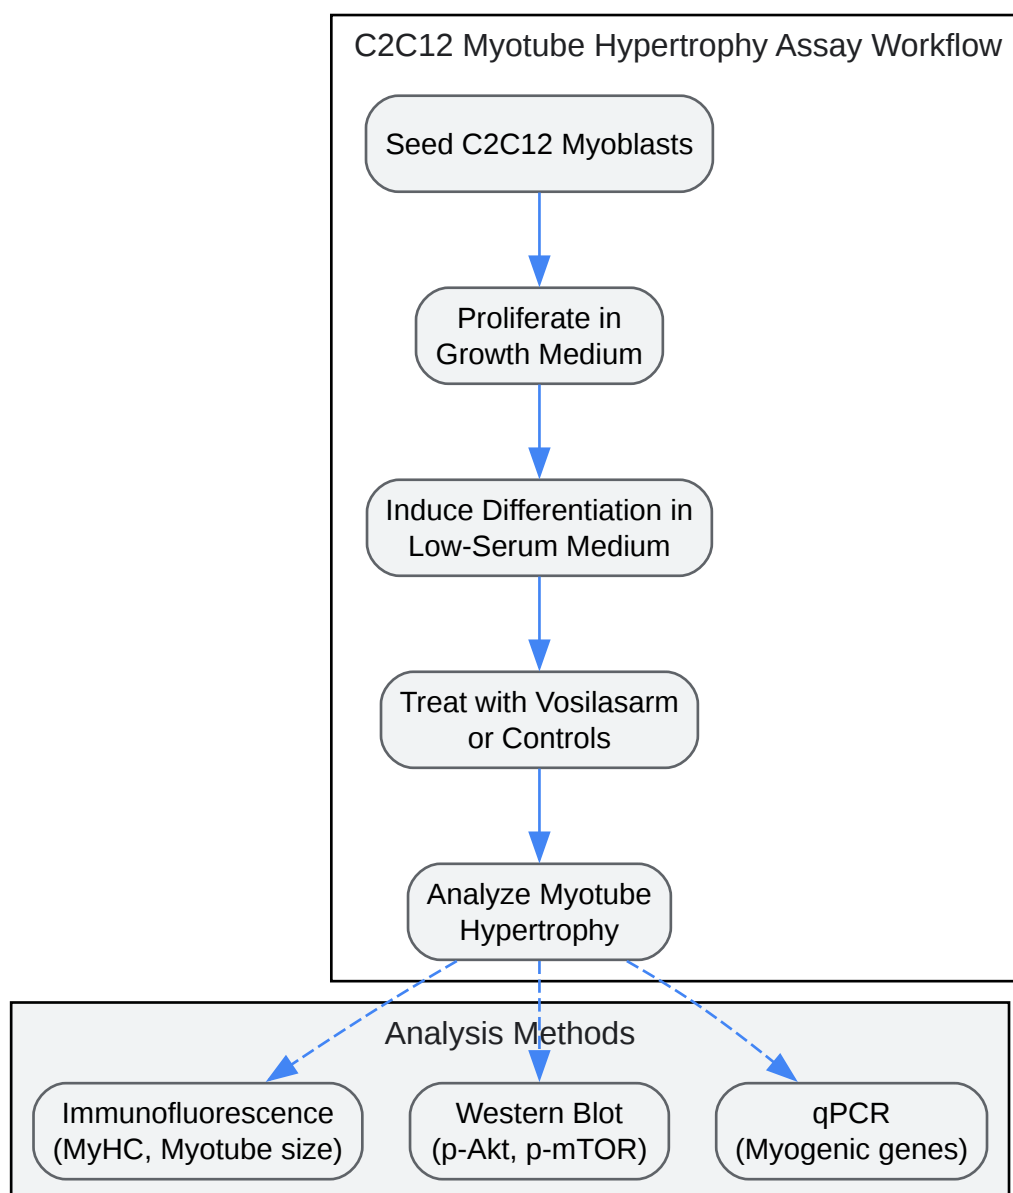 C2C12 Myotube Hypertrophy Assay Workflow
Seed C2C12 Myoblasts
Proliferate in
Growth Medium
Induce Differentiation in
Low-Serum Medium
Treat with Vosilasarm
or Controls
Analyze Myotube
Hypertrophy
Analysis Methods
Immunofluorescence
(MyHC, Myotube size)
Western Blot
(p-Akt, p-mTOR)
qPCR
(Myogenic genes)